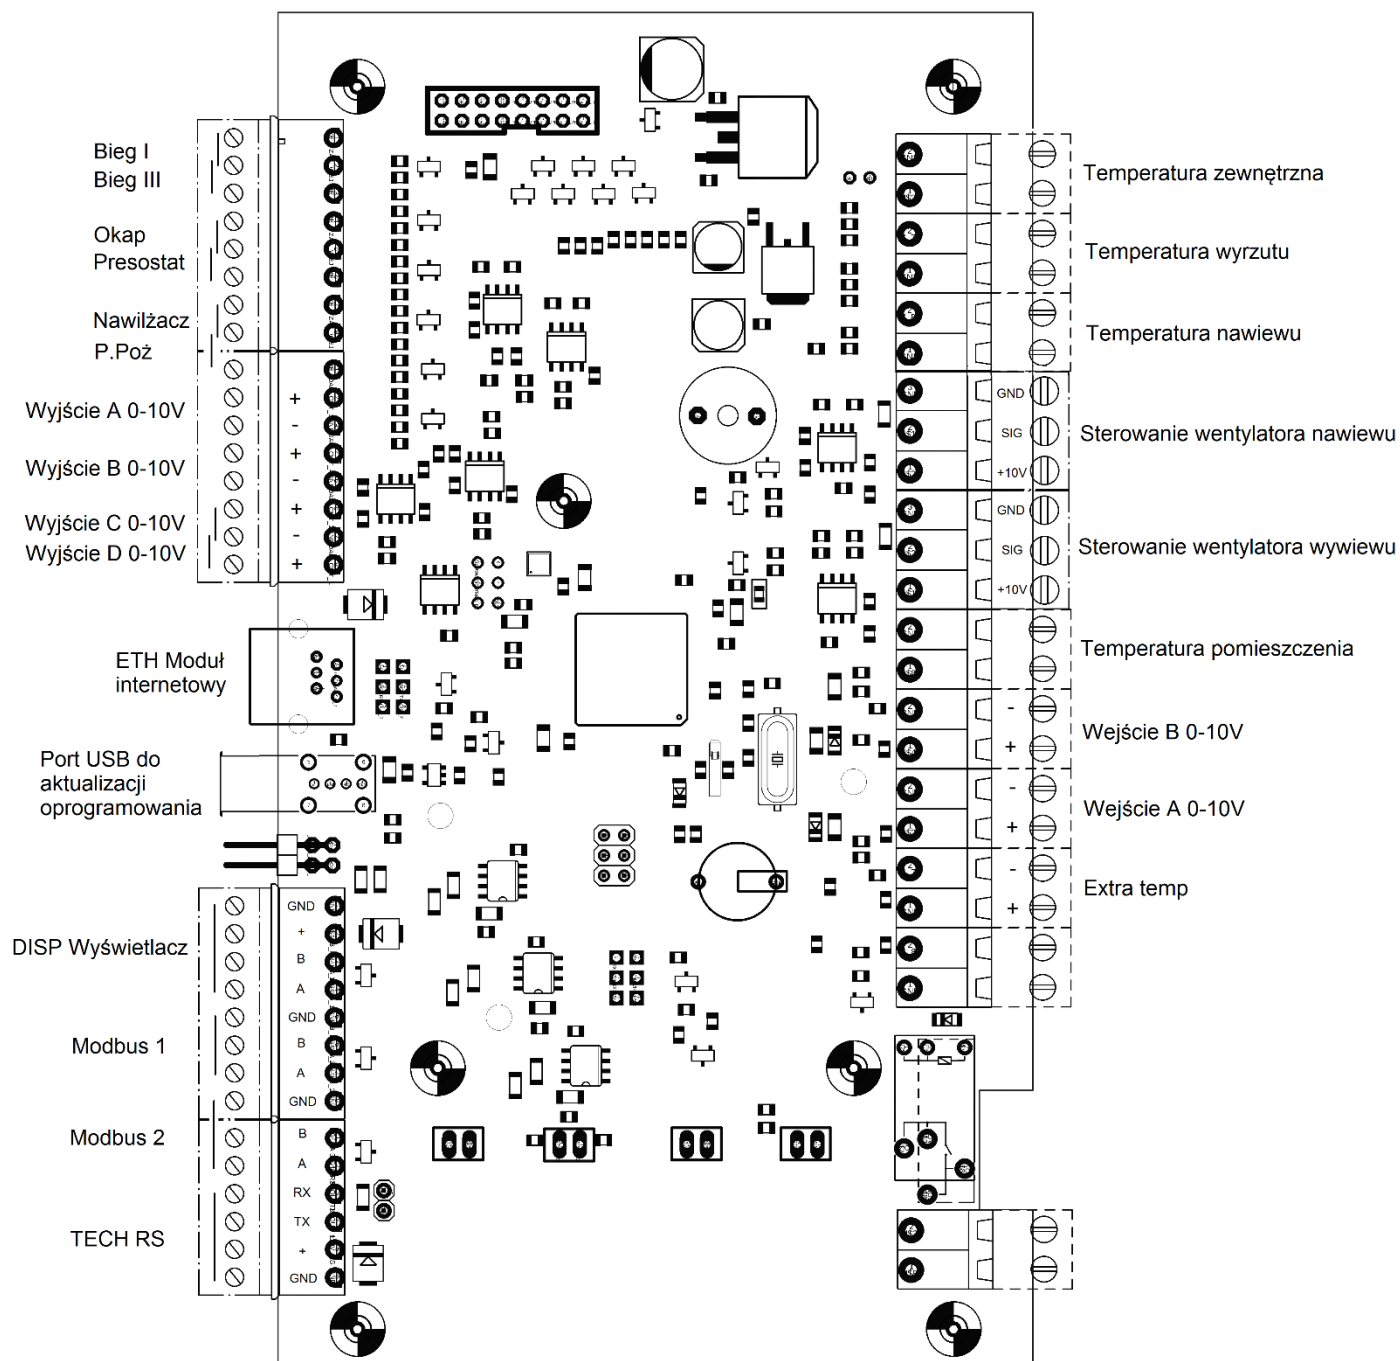 Bieg I
Bieg III
Okap
Presostat
Nawilżacz
P.Poż
Wyjście A 0-10V
+
-
Wyjście B 0-10V
+
-
Wyjście C 0-10V
+
-
Wyjście D 0-10V
+
ETH Moduł
internetowy
Port USB do
aktualizacji
oprogramowania
DISP Wyświetlacz
GND
+
B
A
Modbus 1
GND
B
A
Modbus 2
GND
B
A
TECH RS
RX
TX
+
GND
Temperatura zewnętrzna
Temperatura wyrzutu
Temperatura nawiewu
GND
SIG
+10V
Sterowanie wentylatora nawiewu
GND
SIG
+10V
Sterowanie wentylatora wywiewu
Temperatura pomieszczenia
-
+
Wejście B 0-10V
-
+
Wejście A 0-10V
-
+
Extra temp